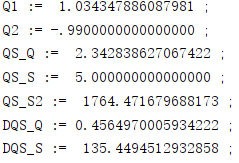 Q1 := 1.034347886087981 ;
Q2 := -.9900000000000000 ;
QS_Q := 2.342838627067422 ;
QS_S := 5.000000000000000 ;
QS_S2 := 1764.471679688173 ;
DQS_Q := 0.4564970005934222 ;
DQS_S := 135.4494512932858 ;